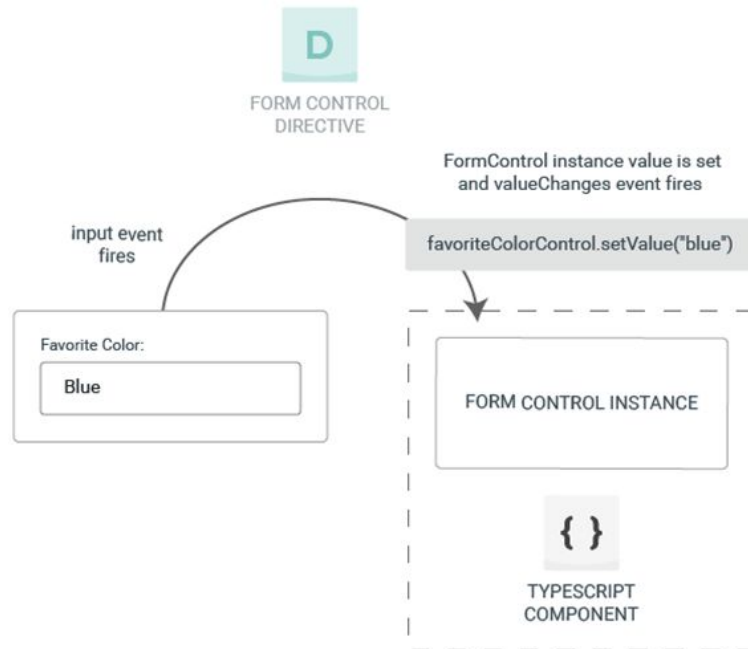 D
FORM CONTROL
DIRECTIVE
FormControl instance value is set
and valueChanges event fires
input event
fires
favoriteColorControl.setValue("blue")
Favorite Color:
Blue
FORM CONTROL INSTANCE
{ }
TYPESCRIPT
COMPONENT